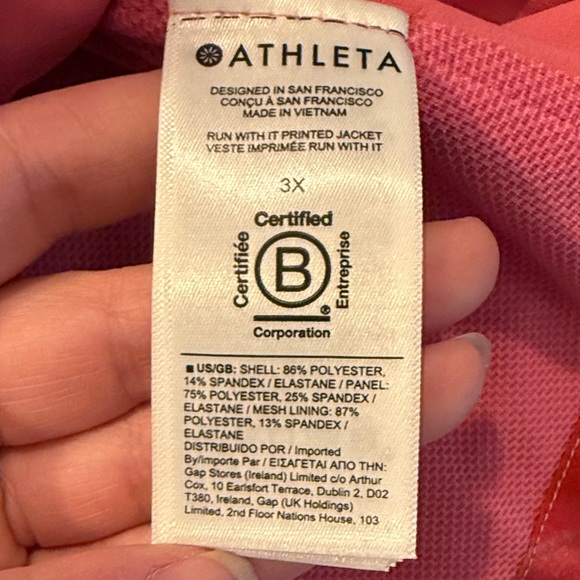 ATHLETA
DESIGNED IN SAN FRANCISCO
CONÇU À SAN FRANCISCO
MADE IN VIETNAM
RUN WITH IT PRINTED JACKET
VESTE IMPRIMÉE RUN WITH IT
3X
Certified
Certifiée
B
Entreprise
®
Corporation
■ US/GB: SHELL: 86% POLYESTER,
14% SPANDEX / ELASTANE / PANEL:
75% POLYESTER, 25% SPANDEX /
ELASTANE / MESH LINING: 87%
POLYESTER, 13% SPANDEX /
ELASTANE
DISTRIBUIDO POR / Imported
By/Importe Par / ΕΙΣΑΓΕΤΑΙ ΑΠΟ ΤΗΝ:
Gap Stores (Ireland) Limited c/o Arthur
Cox, 10 Earlsfort Terrace, Dublin 2, D02
T380, Ireland, Gap (UK Holdings)
Limited, 2nd Floor Nations House, 103